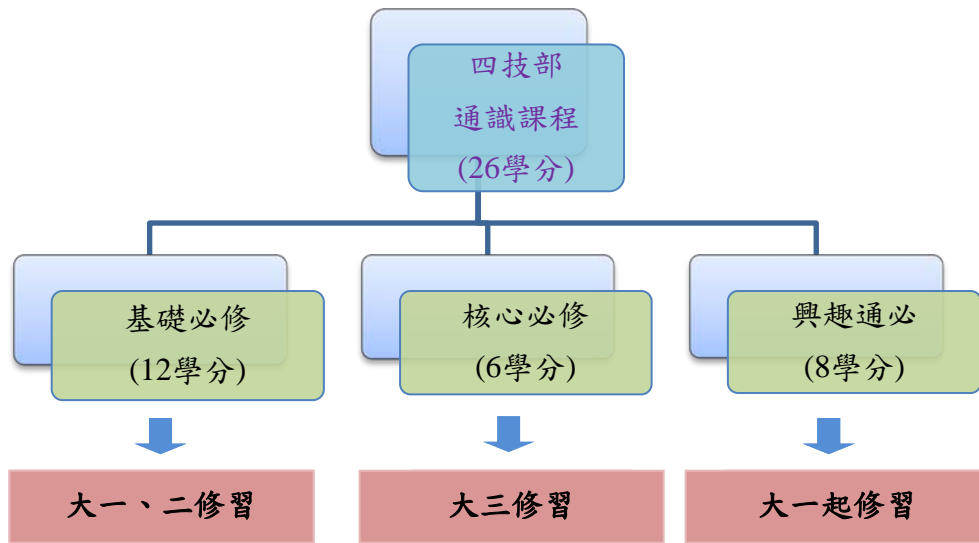 四技部
通識課程
(26學分)
基礎必修
(12學分)
核心必修
(6學分)
興趣通必
(8學分)
大一、二修習
大三修習
大一起修習